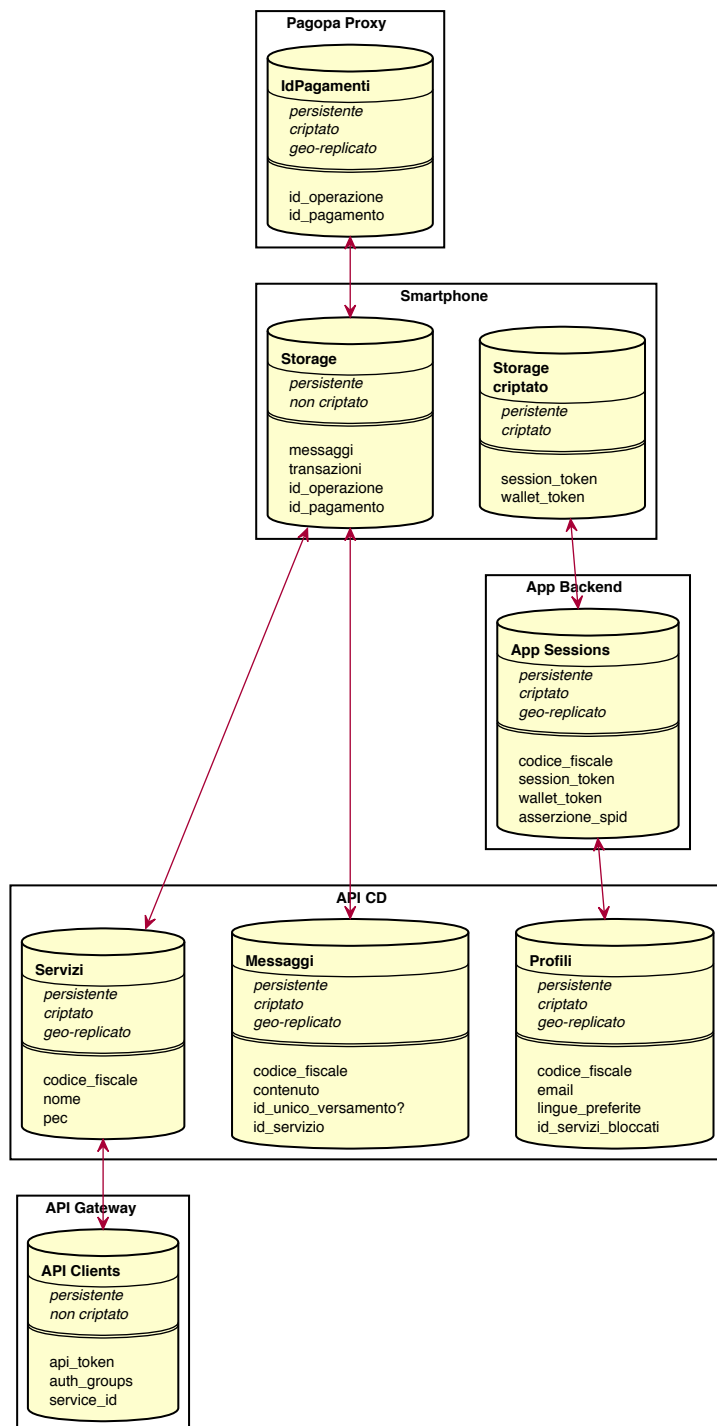 Pagopa Proxy
IdPagamenti
persistente
criptato
geo-replicato
id_operazione
id_pagamento
Smartphone
Storage
persistente
non criptato
messaggi
transazioni
id_operazione
id_pagamento
Storage
criptato
peristente
criptato
session_token
wallet_token
App Backend
App Sessions
persistente
criptato
geo-replicato
codice_fiscale
session_token
wallet_token
asserzione_spid
API CD
Servizi
persistente
criptato
geo-replicato
codice_fiscale
nome
pec
Messaggi
persistente
criptato
geo-replicato
codice_fiscale
contenuto
id_unico_versamento?
id_servizio
Profili
persistente
criptato
geo-replicato
codice_fiscale
email
lingue_preferite
id_servizi_bloccati
API Gateway
API Clients
persistente
non criptato
api_token
auth_groups
service_id